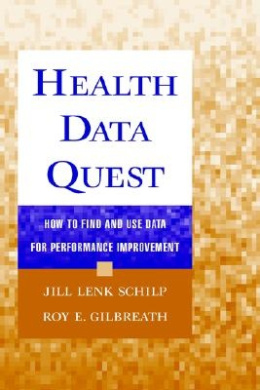 HEALTH
DATA
QUEST
HOW TO FIND AND USE DATA
FOR PERFORMANCE IMPROVEMENT
JILL LENK SCHILP
ROY E. GILBREATH